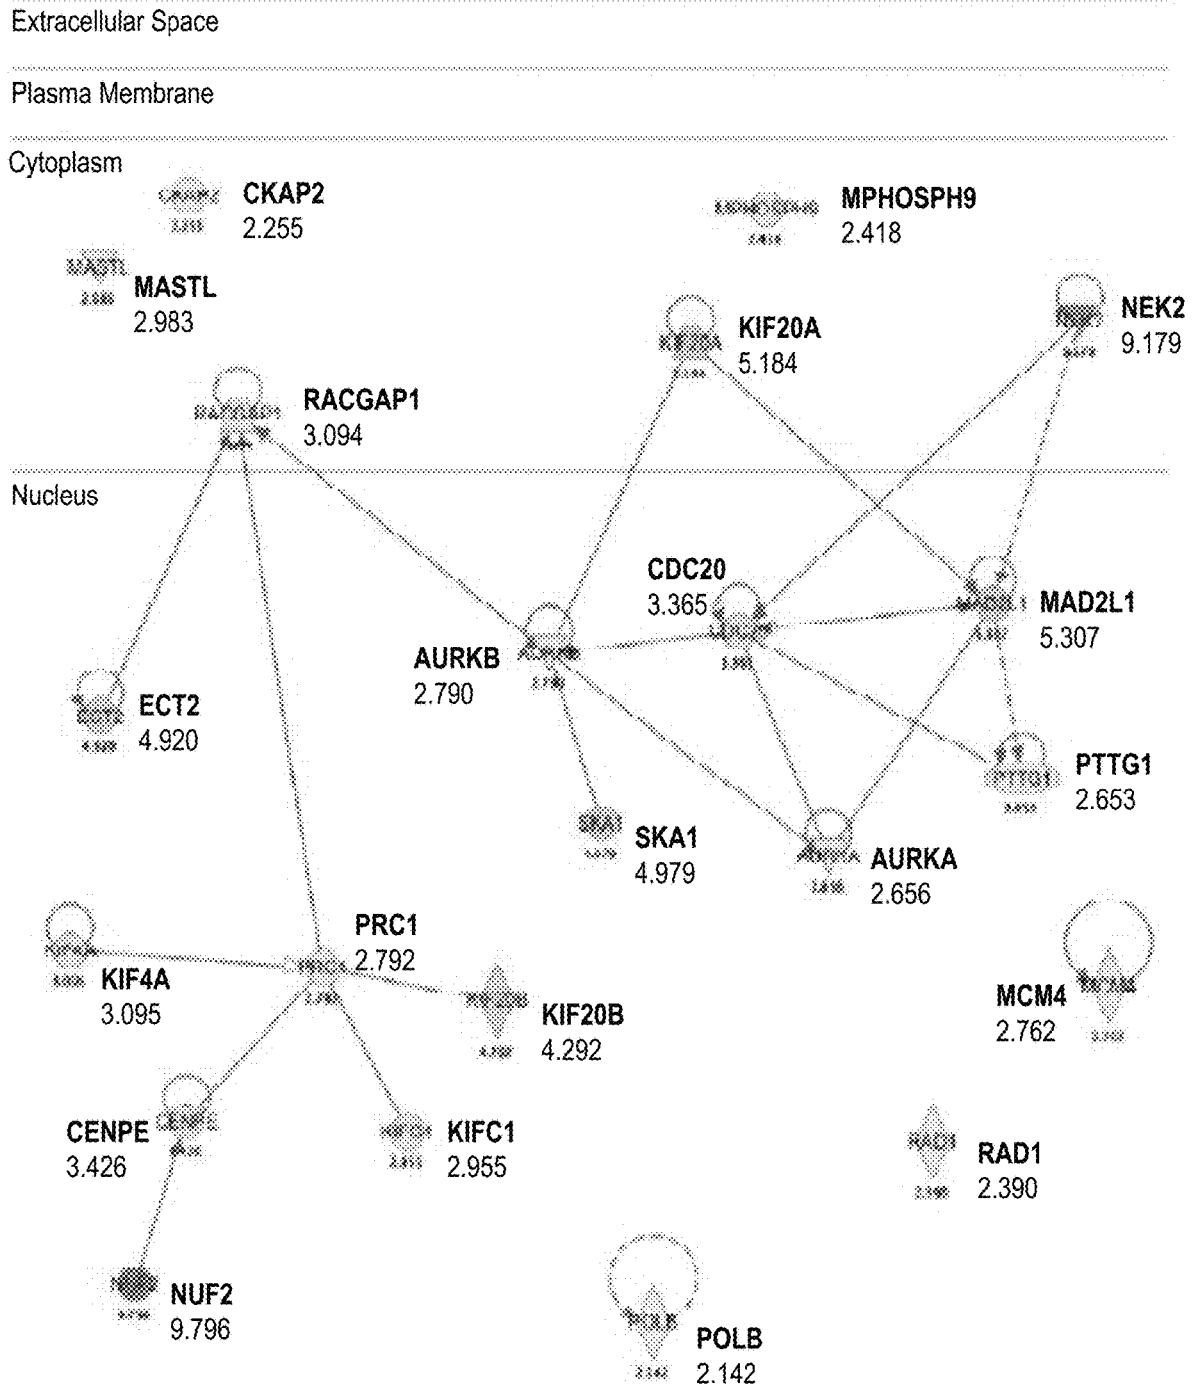 Extracellular Space
Plasma Membrane
Cytoplasm
CKAP2
2.255
MPHOSPH9
2.418
MASTL
MASTL
2.983
NEK2
9.179
KIF20A
5.184
RACGAP1
3.094
Nucleus
CDC20
3.365
MAD2L1
5.307
AURKB
2.790
ECT2
4.920
PTTG1
PTTG1
2.653
SKA1
4.979
AURKA
2.656
PRC1
2.792
KIF4A
3.095
KIF20B
4.292
MCM4
2.762
CENPE
3.426
KIFC1
2.955
RAD1
RAD1
2.390
NUF2
9.796
POLB
2.142